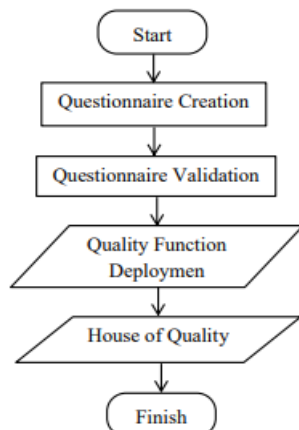 Start
Questionnaire Creation
Questionnaire Validation
Quality Function
Deploymen
House of Quality
Finish